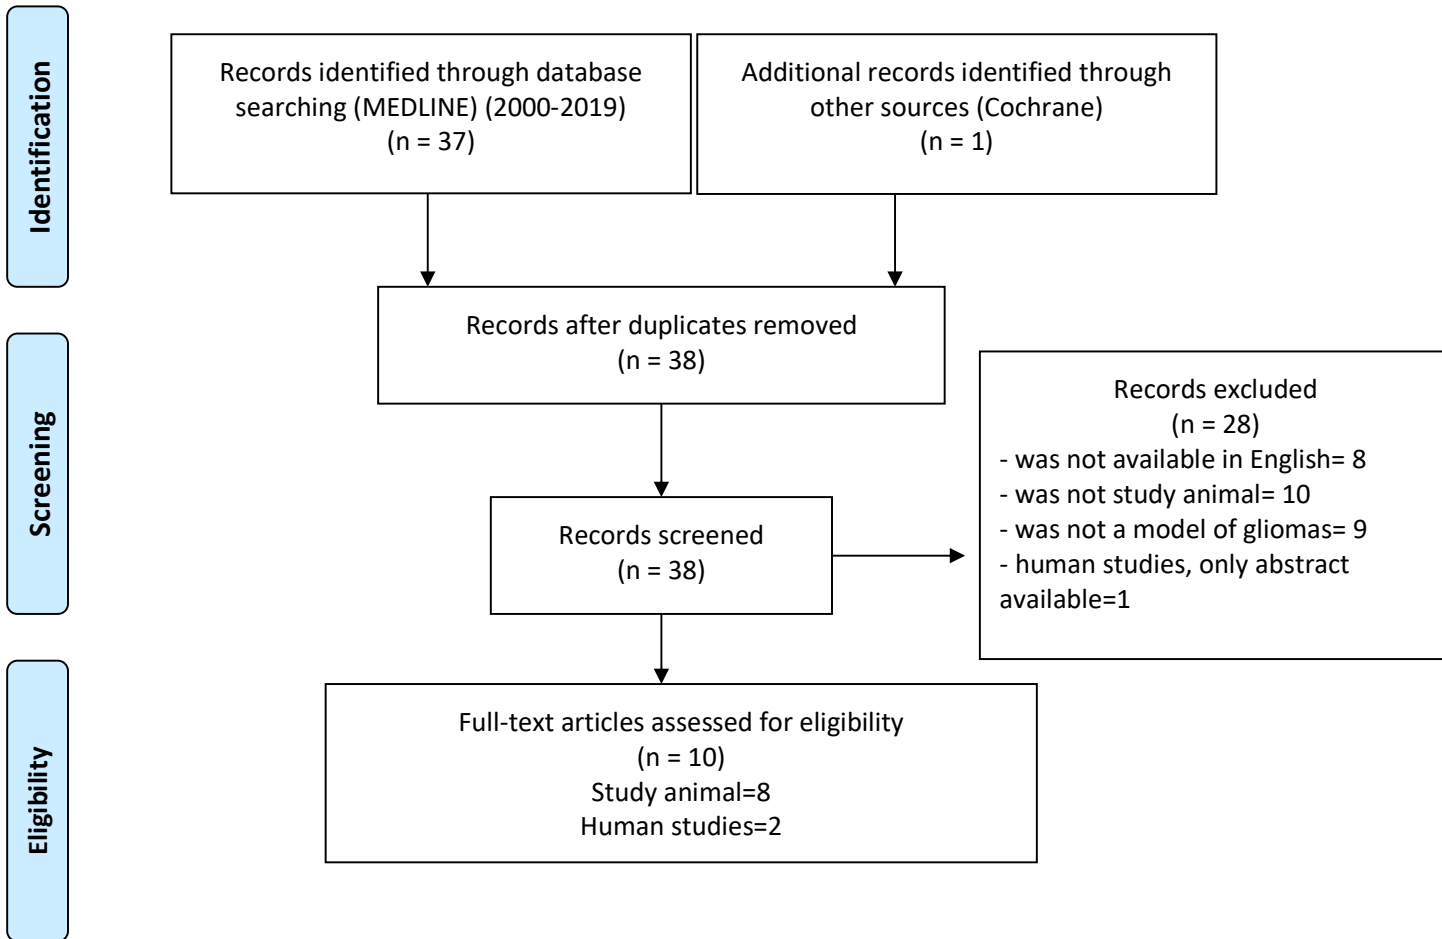 Identification
Records identified through database
searching (MEDLINE) (2000-2019)
(n = 37)
Additional records identified through
other sources (Cochrane)
(n = 1)
Records after duplicates removed
(n = 38)
Screening
Records screened
(n = 38)
Records excluded
(n = 28)
- was not available in English= 8
- was not study animal= 10
- was not a model of gliomas= 9
- human studies, only abstract
available=1
Eligibility
Full-text articles assessed for eligibility
(n = 10)
Study animal=8
Human studies=2